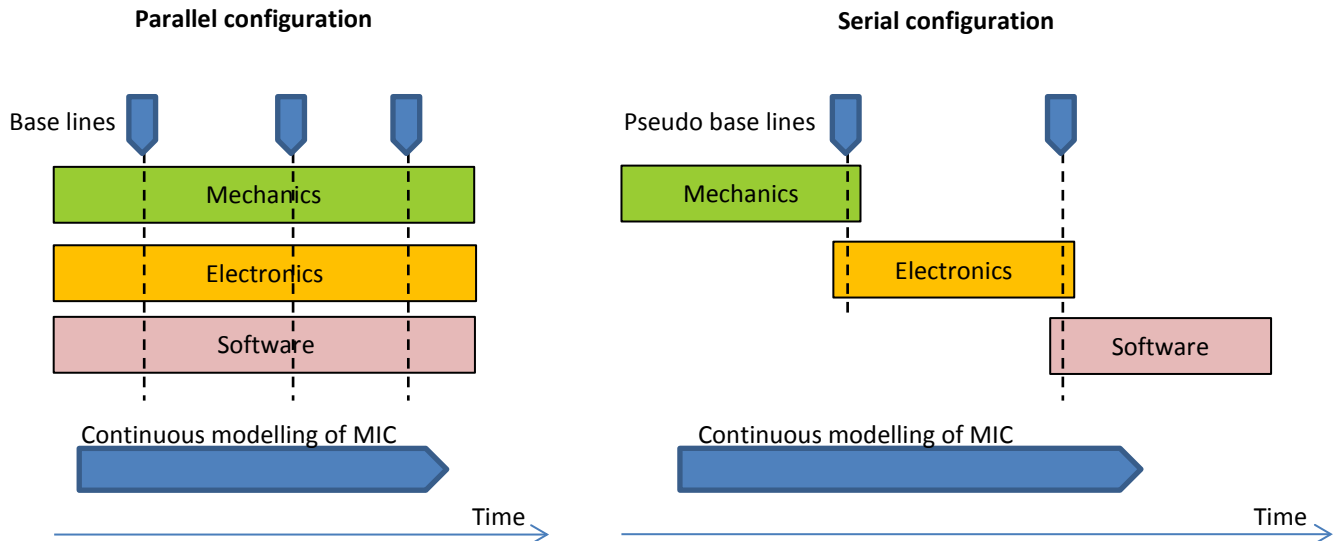 Parallel configuration
Base lines
Mechanics
Electronics
Software
Continuous modelling of MIC
Time
Serial configuration
Pseudo base lines
Mechanics
Electronics
Software
Continuous modelling of MIC
Time